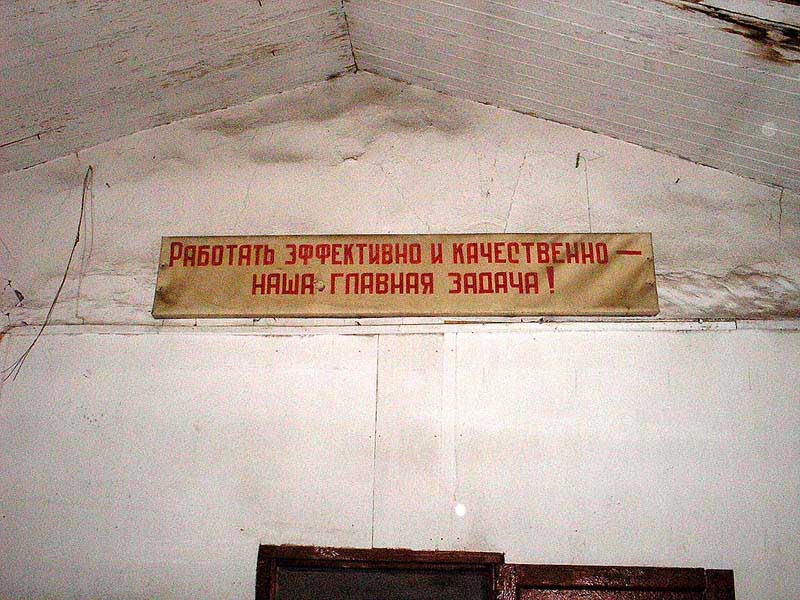 Работать эффективно и качественно —
наша главная задача!